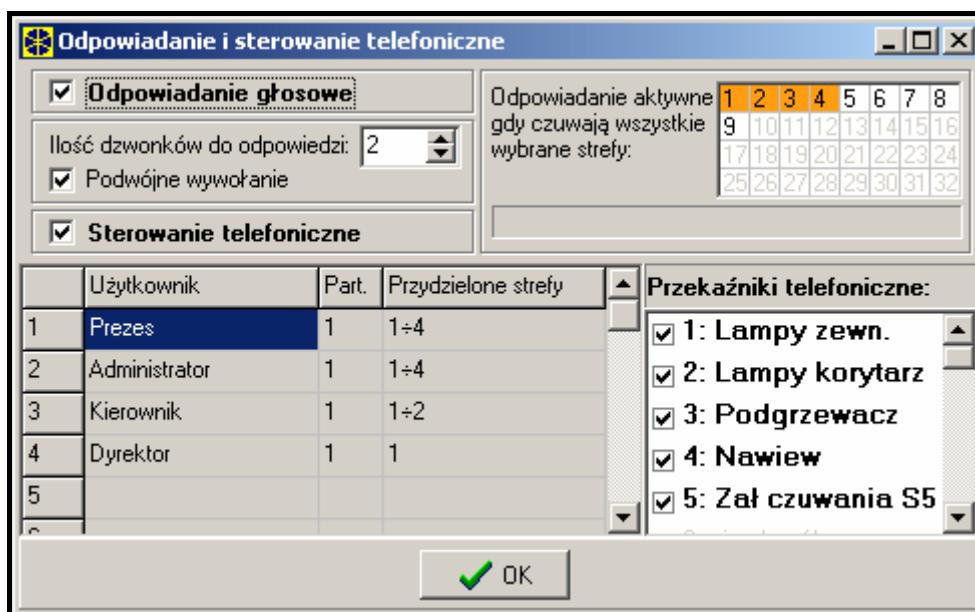 Odpowiadanie i sterowanie telefoniczne
Odpowiadanie głosowe
Ilość dzwonków do odpowiedzi: 2
Podwójne wywołanie
Sterowanie telefoniczne
Odpowiadanie aktywne
gdy czuwają wszystkie
wybrane strefy:
1 2 3 4 5 6 7 8
9 10 11 12 13 14 15 16
17 18 19 20 21 22 23 24
25 26 27 28 29 30 31 32
Użytkownik Part. Przydzielone strefy
1 Prezes 1 1÷4
2 Administrator 1 1÷4
3 Kierownik 1 1÷2
4 Dyrektor 1 1
5
Przekaźniki telefoniczne:
1: Lampy zewn.
2: Lampy korytarz
3: Podgrzewacz
4: Nawiew
5: Zał czuwania S5
OK